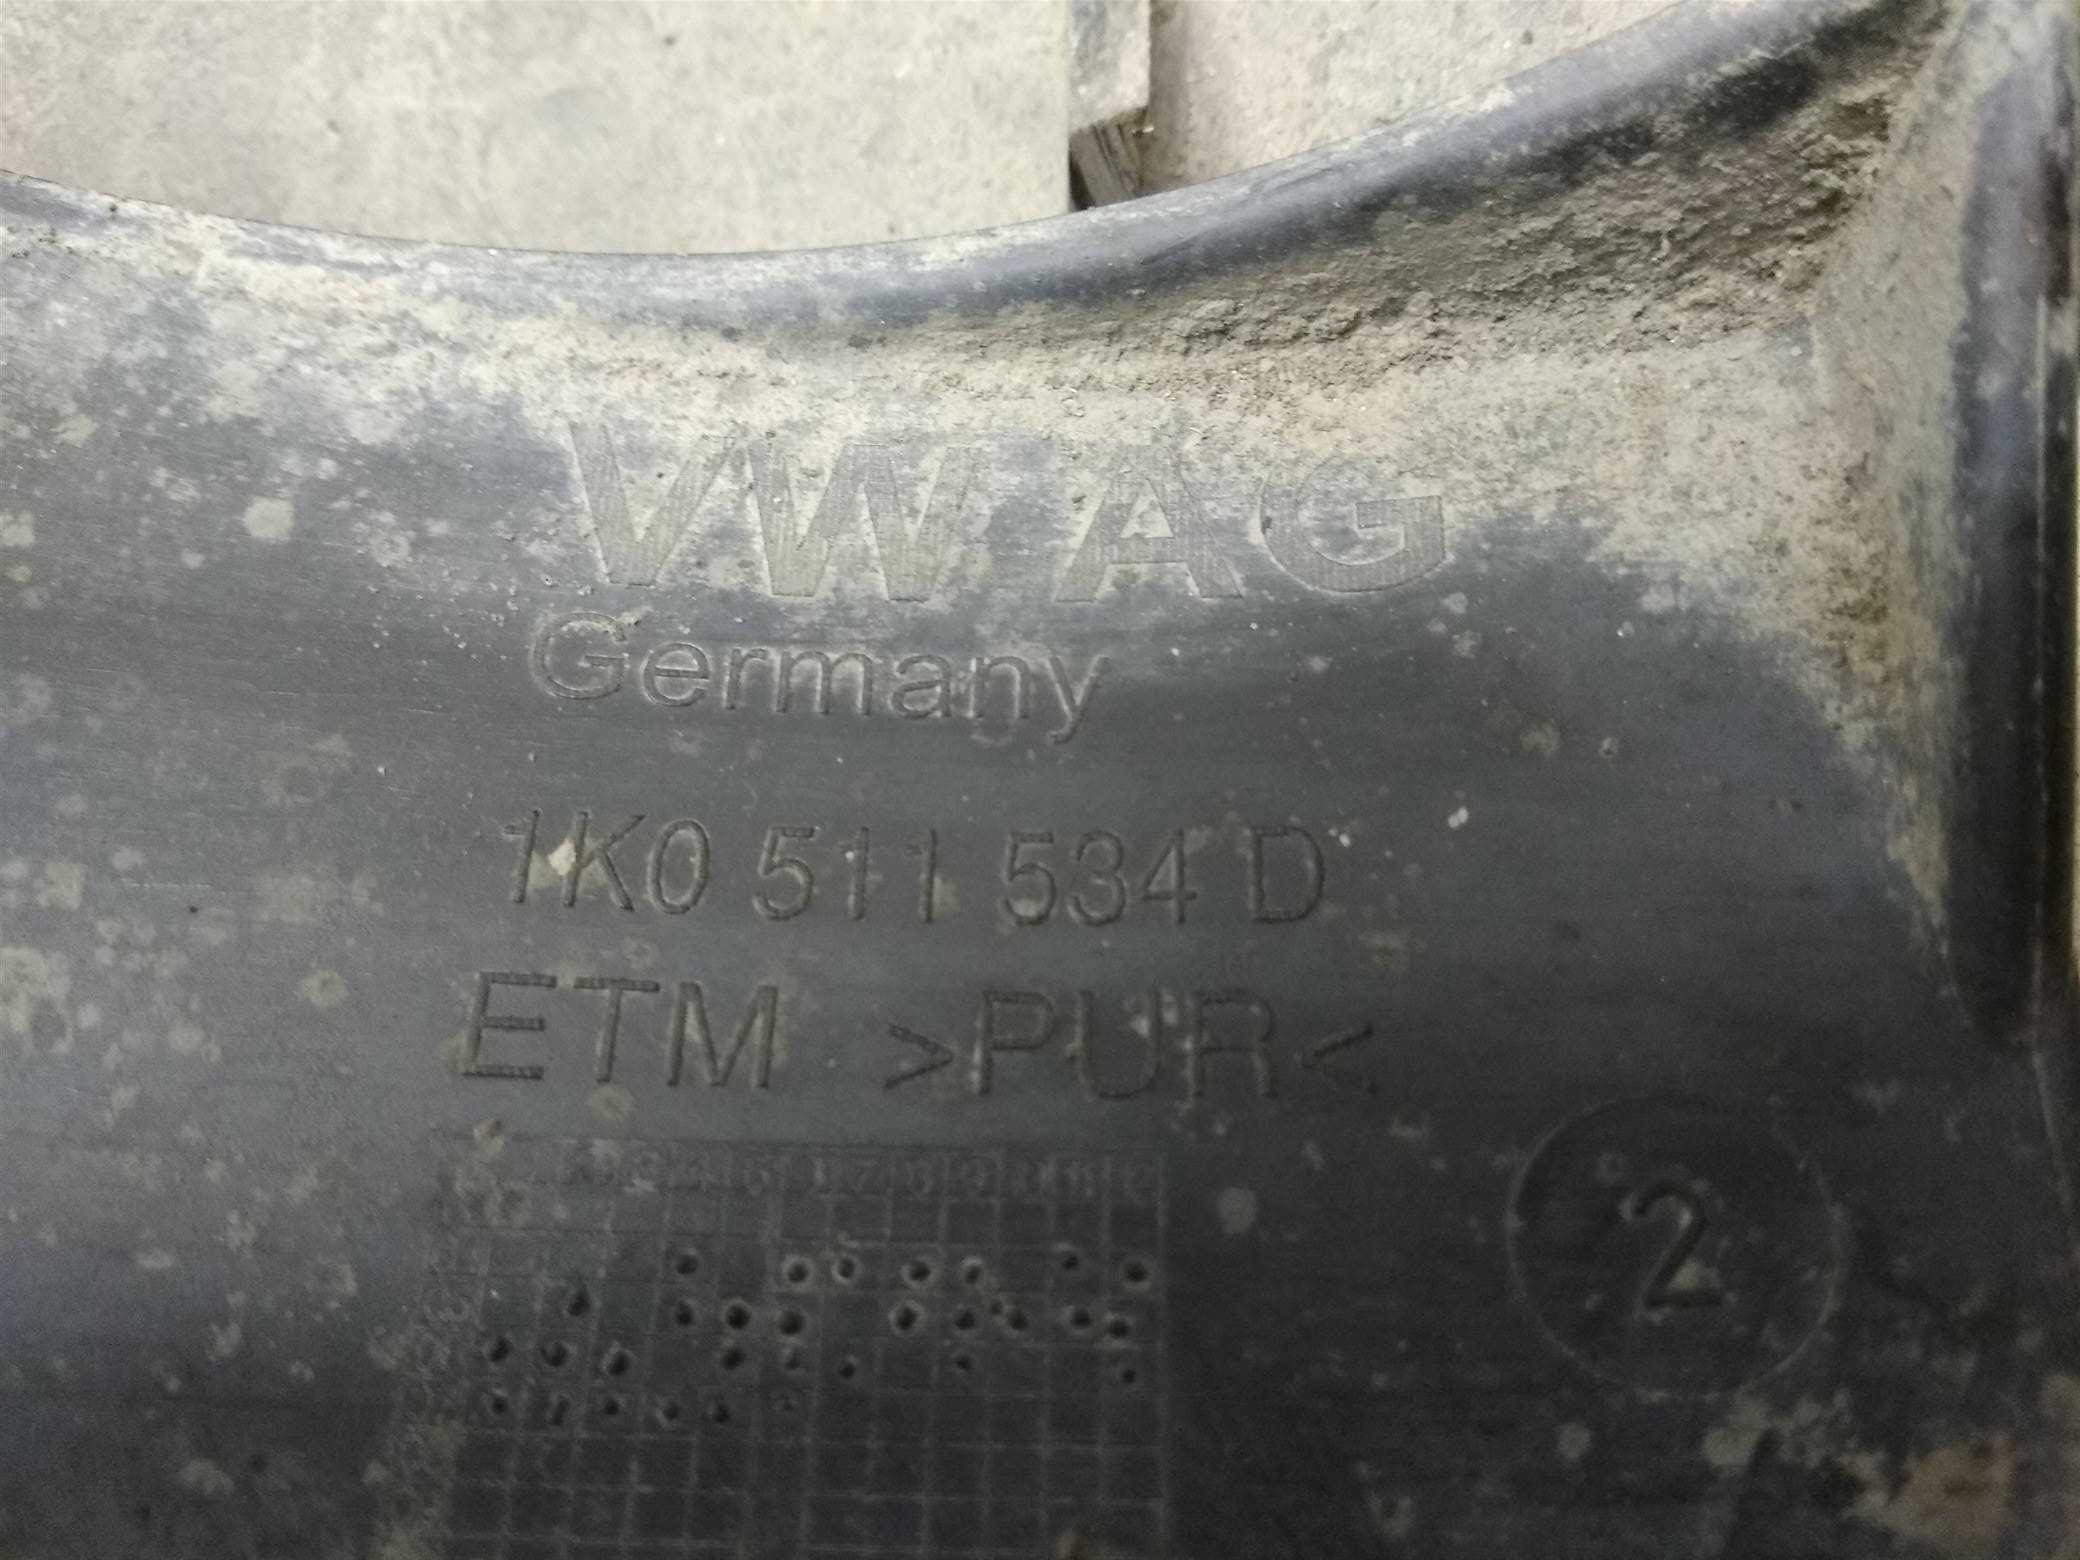 VW AG
Germany
1K0 511 534 D
ETM >PUR<
2